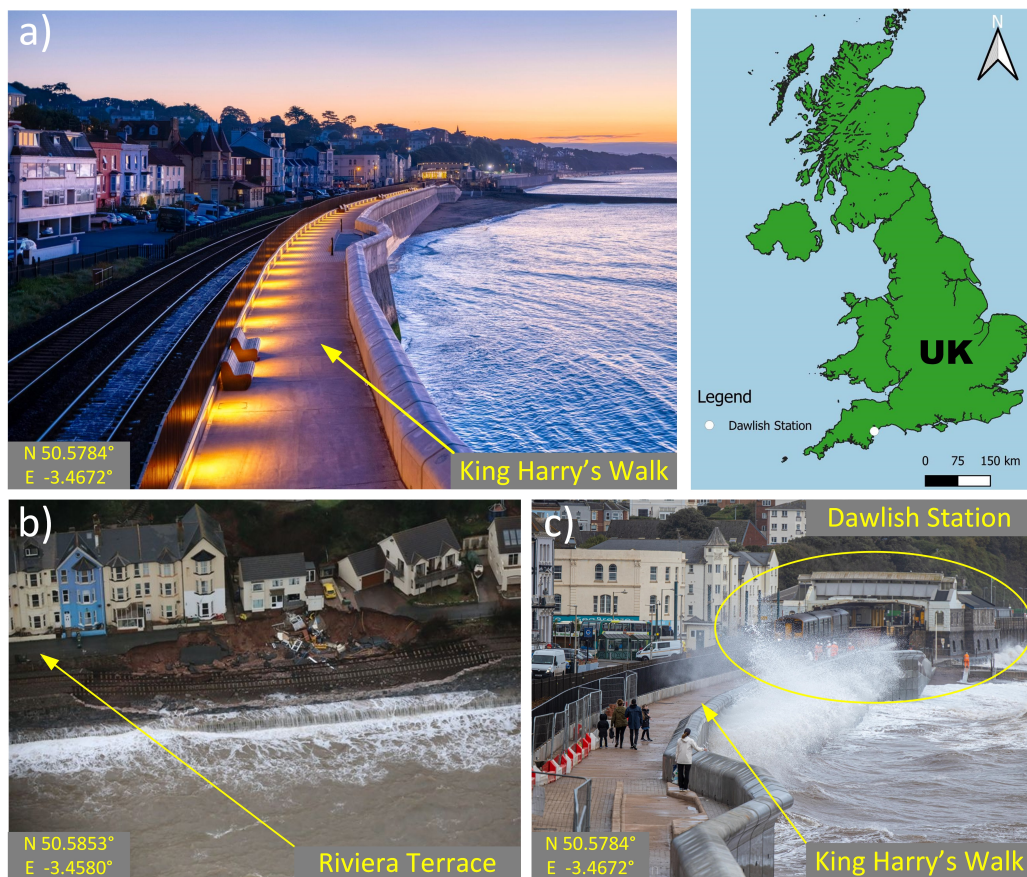 a)
N 50.5784°
E -3.4672°
King Harry's Walk
N
UK
Legend
Dawlish Station
0 75 150 km
b)
N 50.5853°
E -3.4580°
Riviera Terrace
c)
Dawlish Station
N 50.5784°
E -3.4672°
King Harry's Walk